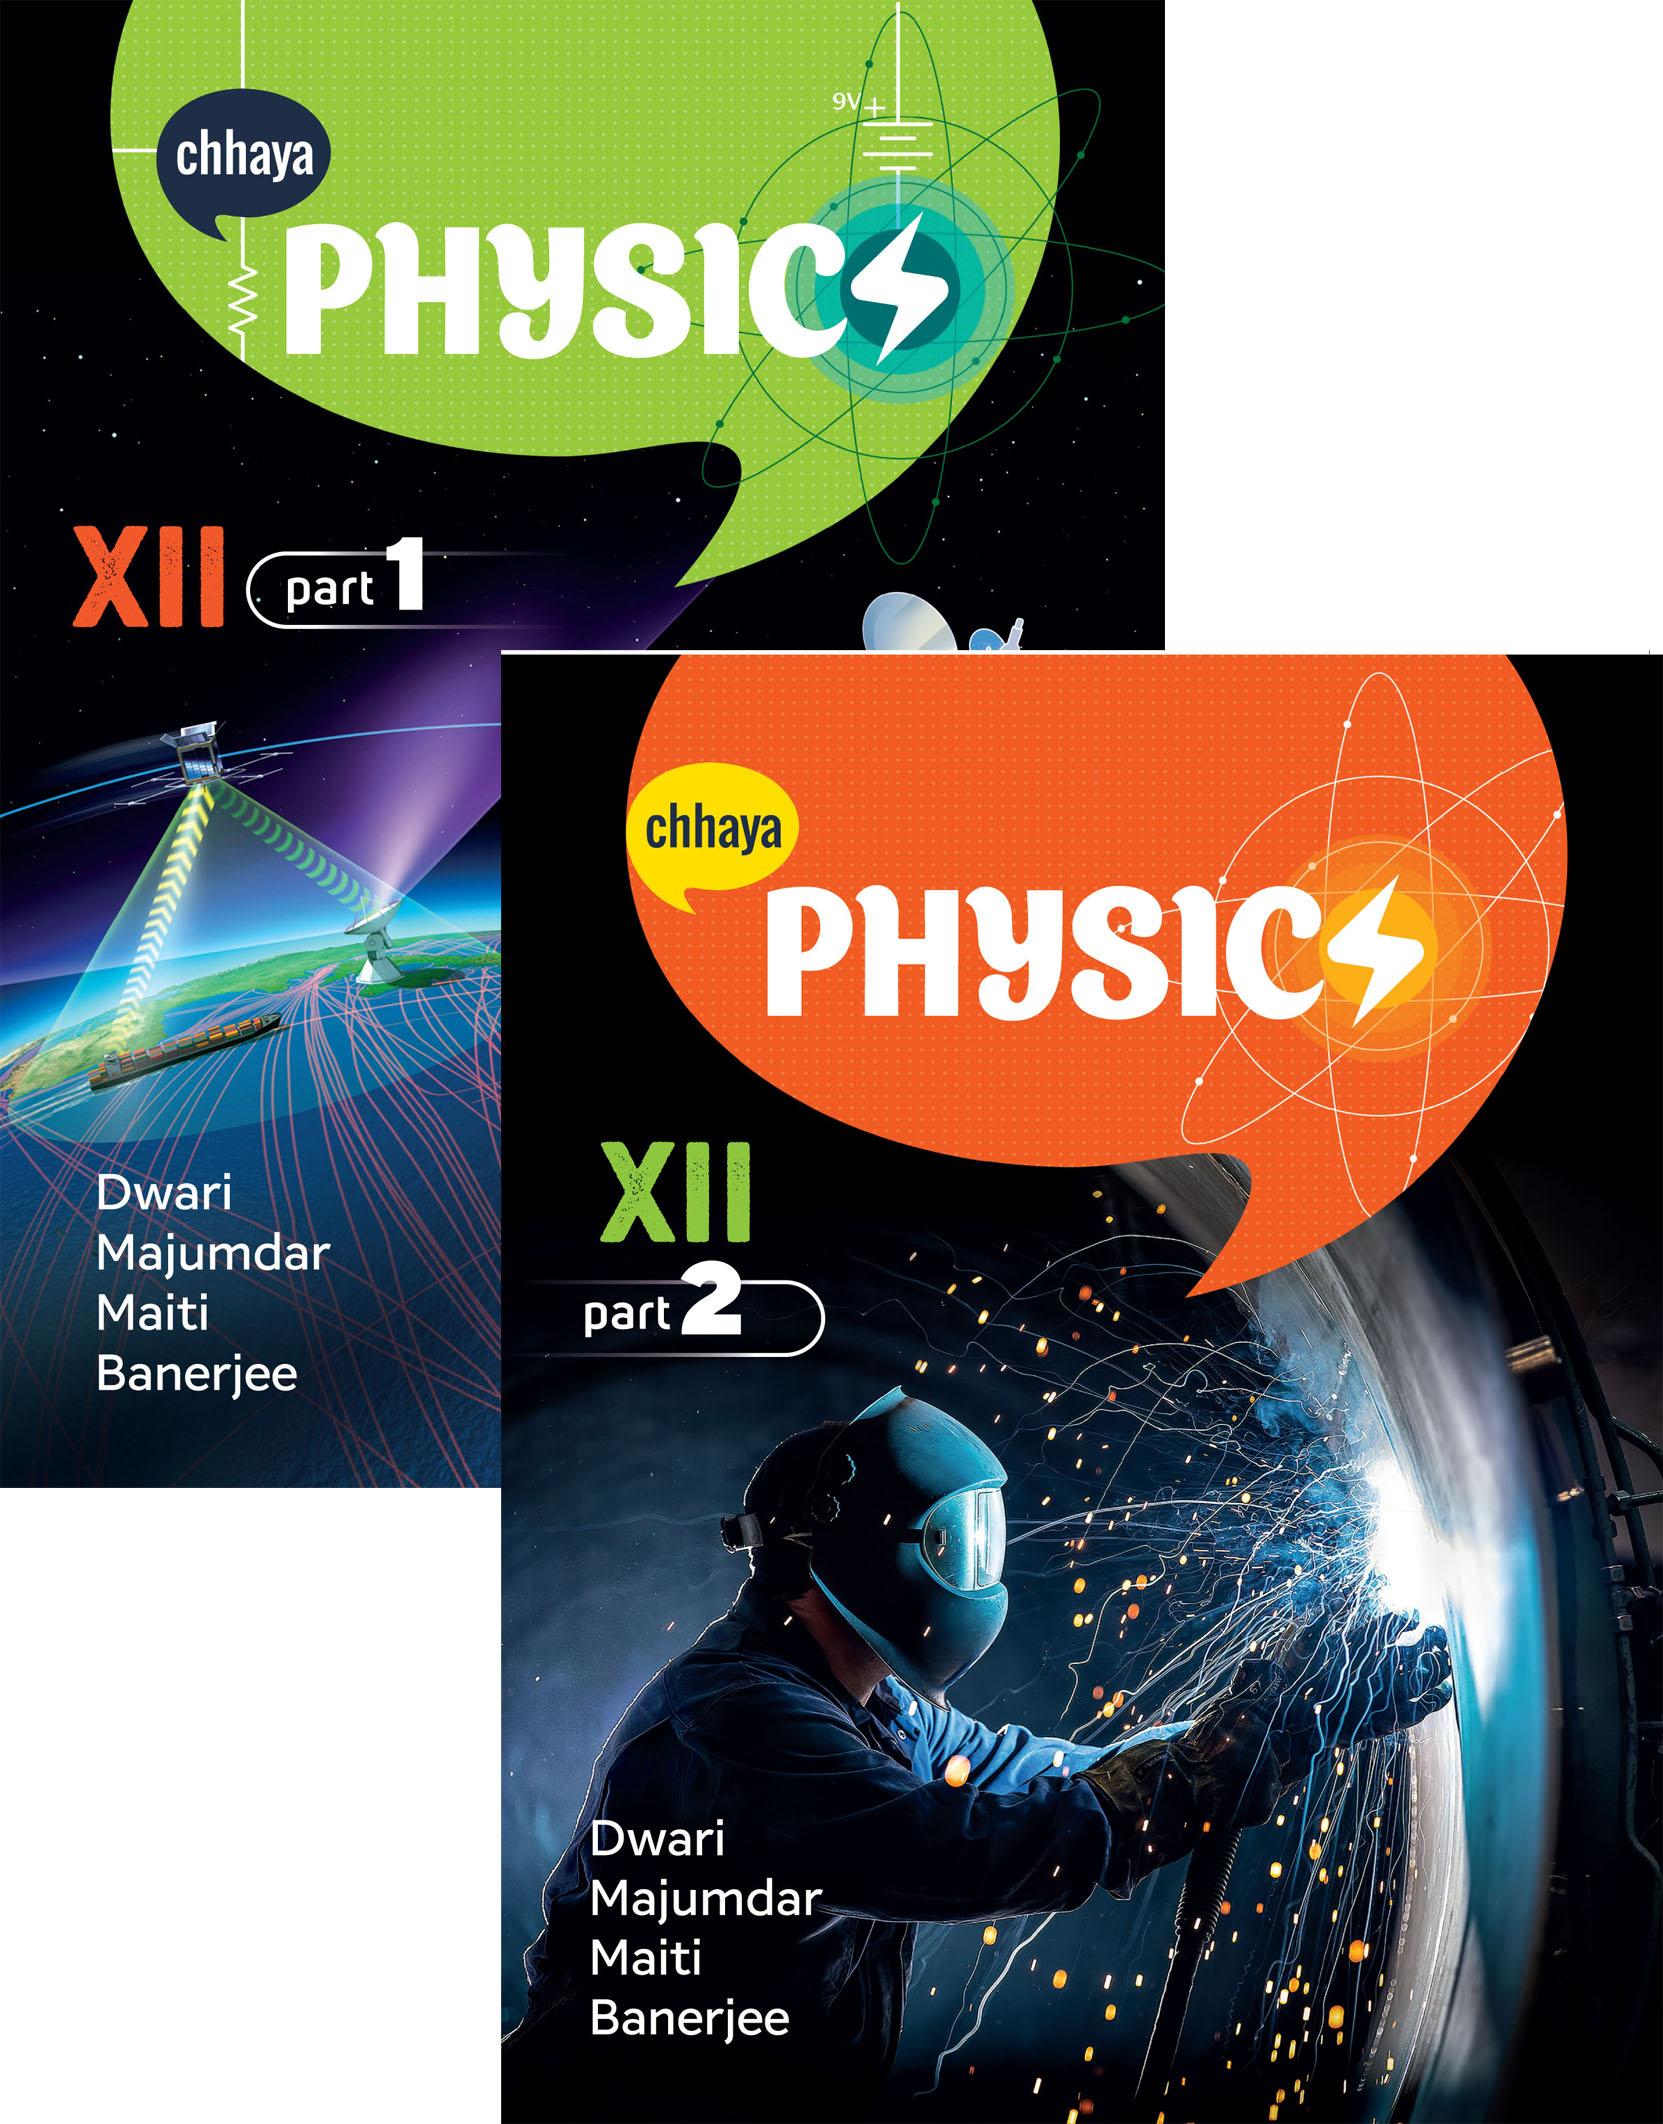 9V +
chhaya
PHYSICS
XII part 1
Dwari
Majumdar
Maiti
Banerjee
chhaya
PHYSICS
XII
part 2
Dwari
Majumdar
Maiti
Banerjee